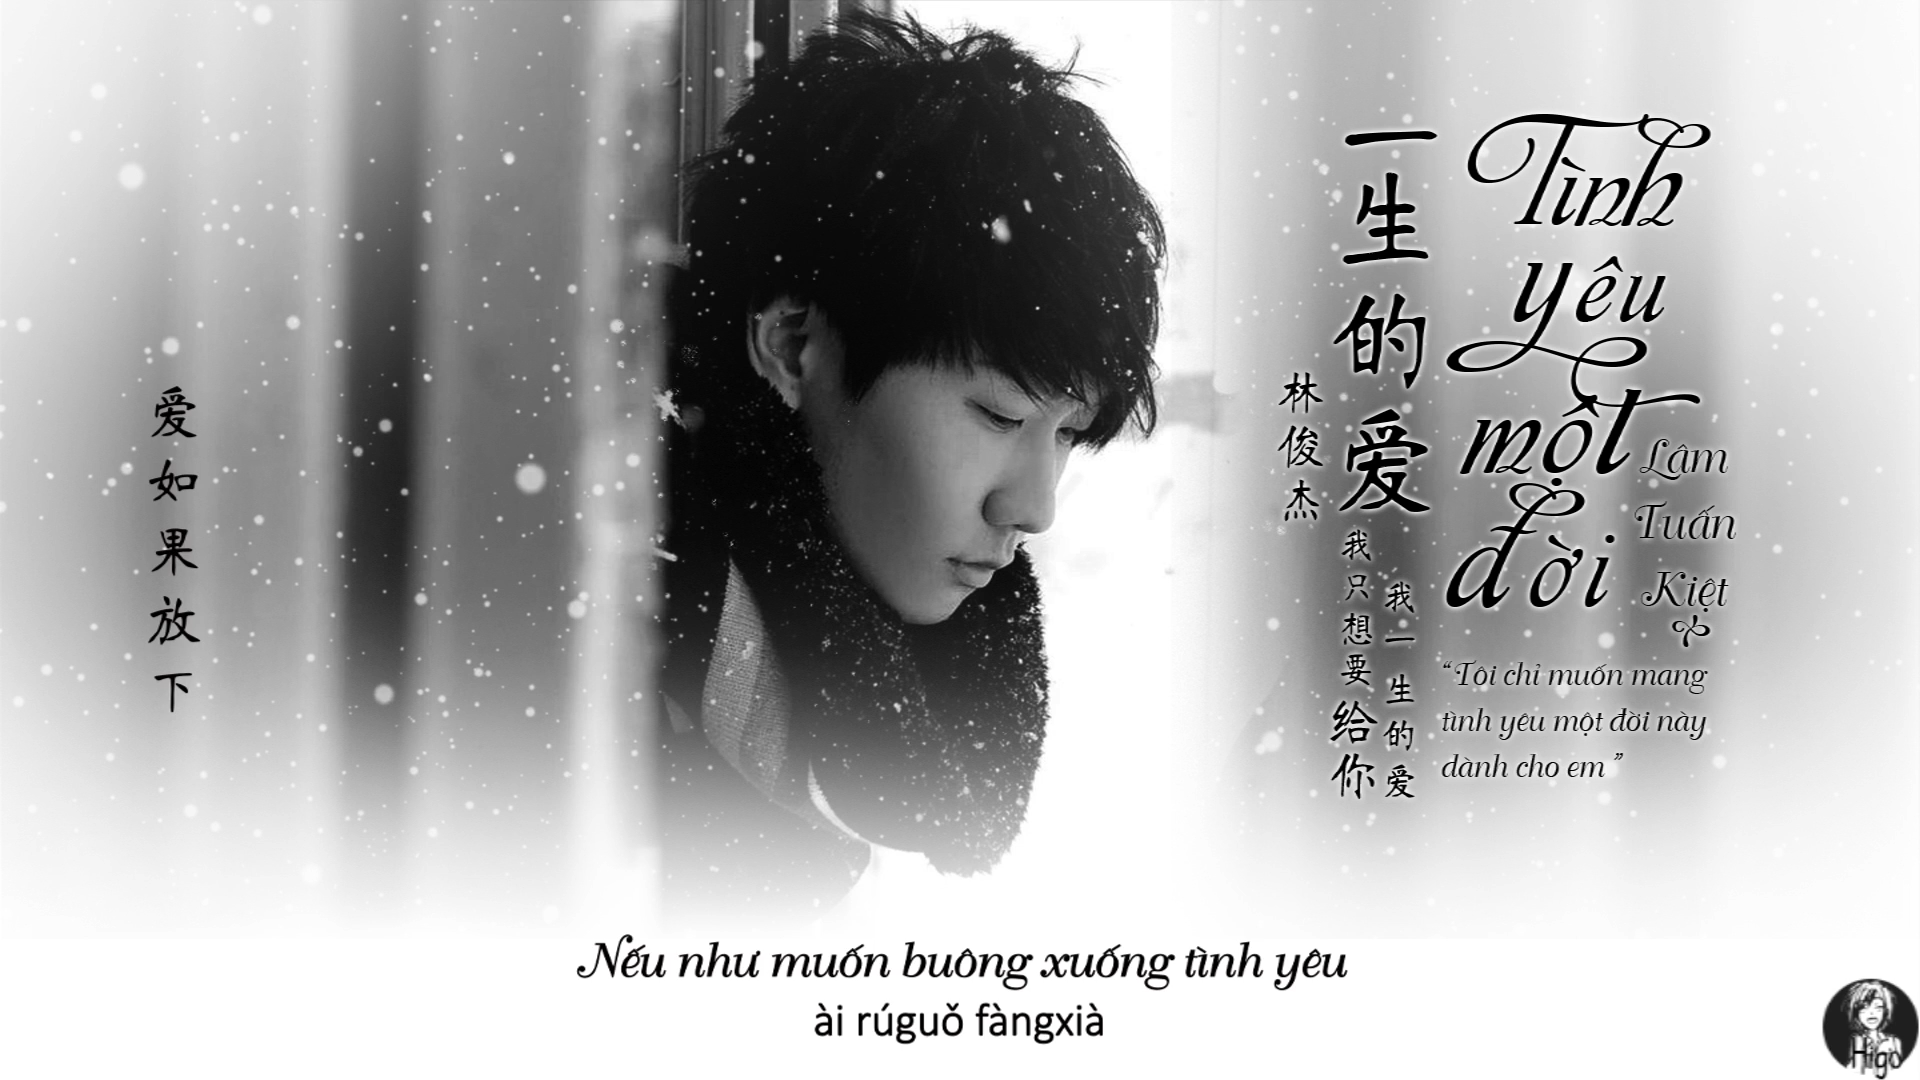 爱如果放下
一生的爱
林俊杰
我只想要给你
我一生的爱
Tình
yêu
một
đời
Lâm
Tuấn
Kiệt
“Tôi chỉ muốn mang
tình yêu một đời này
dành cho em”
Nếu như muốn buông xuống tình yêu
ài rúguǒ fàngxià
Higo